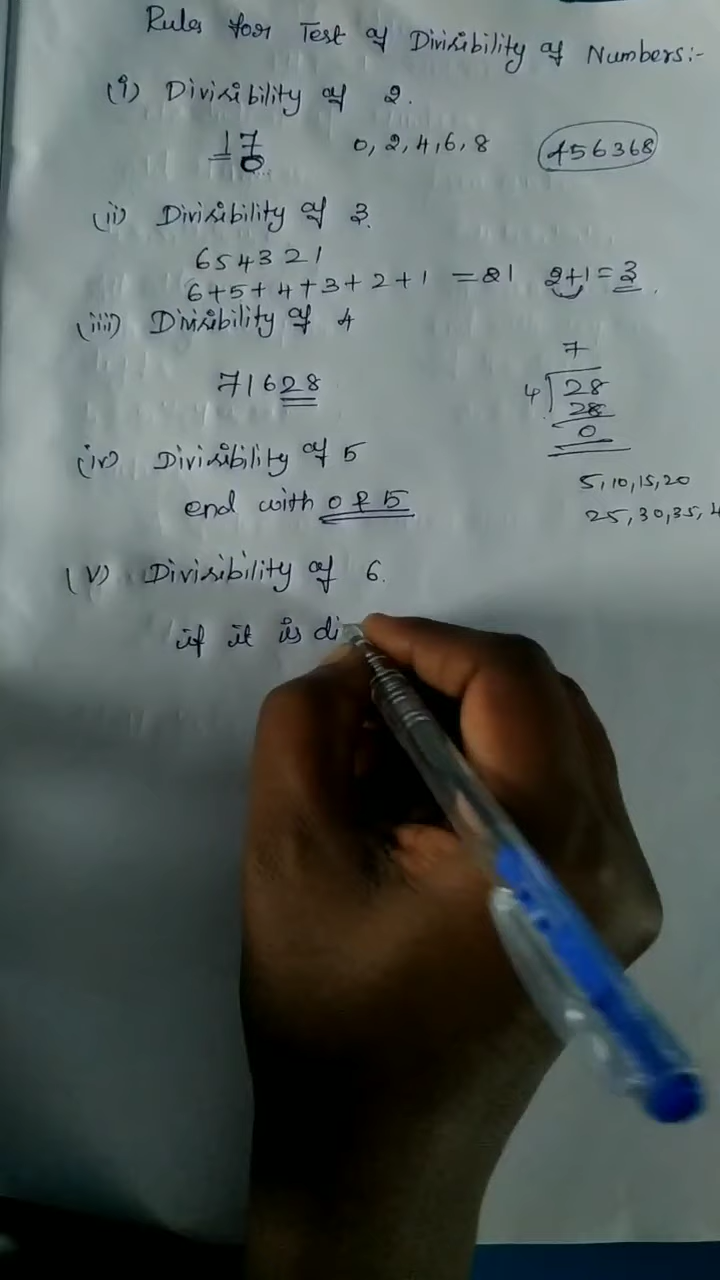 Rules for Test of Divisibility of Numbers:-
(i) Divisibility of 2.
17 0, 2, 4, 6, 8 456368
(ii) Divisibility of 3.
654321
6+5+4+3+2+1 = 21 2+1 = 3.
(iii) Divisibility of 4
7
71628 4 28
28
0
(iv) Divisibility of 5
5, 10, 15, 20
end with 0 & 5
25, 30, 35, 4
(V) Divisibility of 6.
if it is di